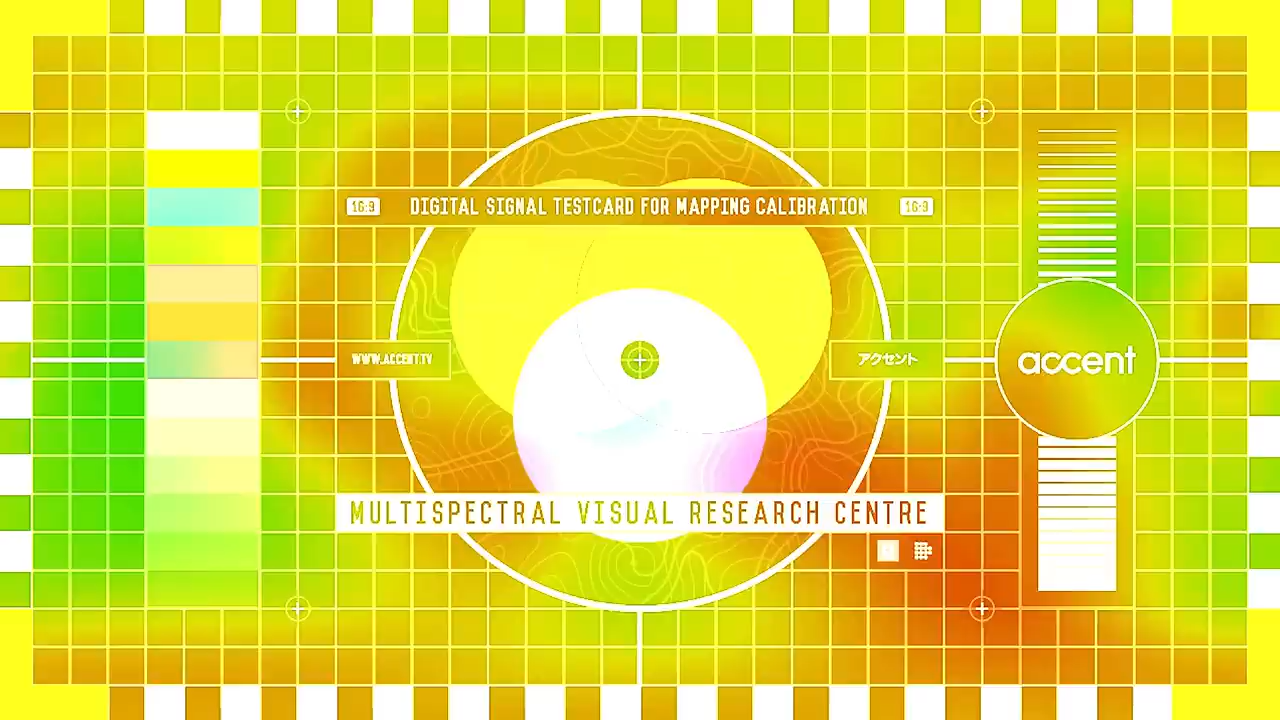 16:9 DIGITAL SIGNAL TESTCARD FOR MAPPING CALIBRATION 16:9
WWW.ACCENT.TV
アクセント
accent
MULTISPECTRAL VISUAL RESEARCH CENTRE